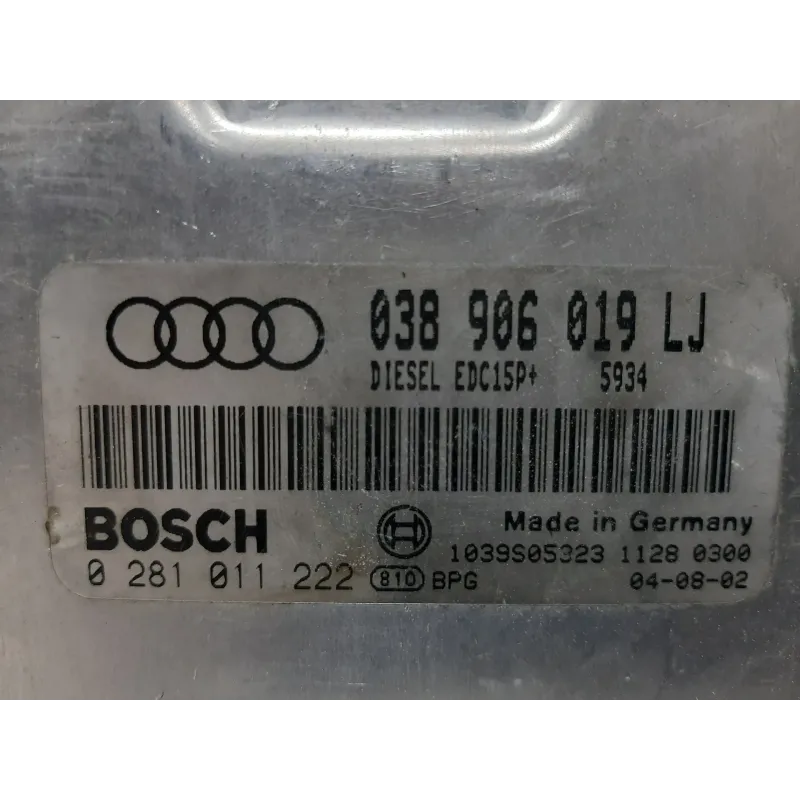 038 906 019 LJ
DIESEL EDC15P+ 5934
BOSCH Made in Germany
1039S05323 1128 0300
0 281 011 222 810 BPG 04-08-02